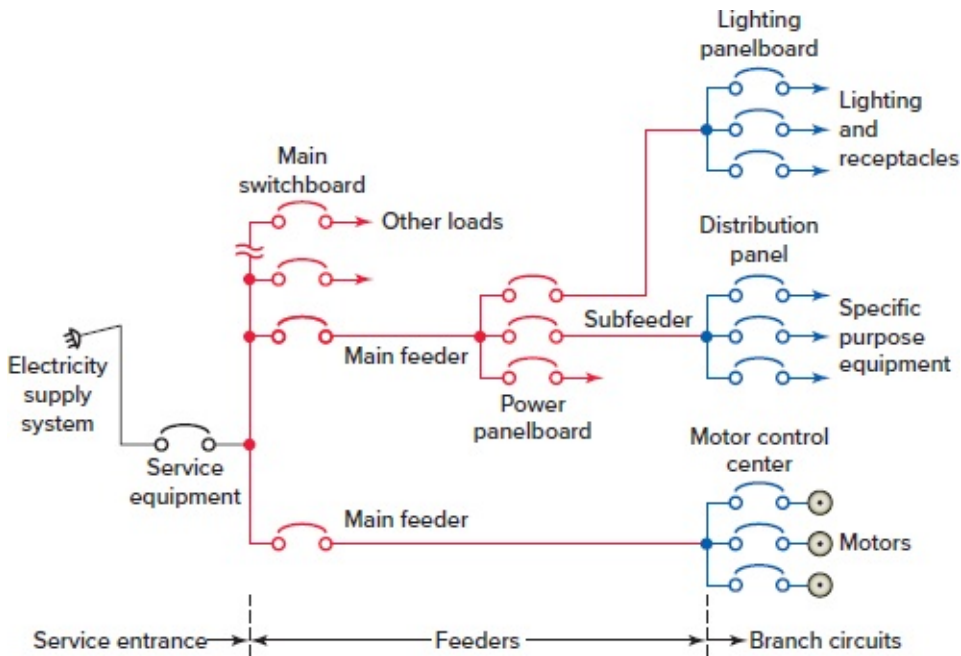 Lighting
panelboard
Lighting
and
receptacles
Main
switchboard
Other loads
Distribution
panel
Specific
purpose
equipment
Subfeeder
Main feeder
Electricity
supply
system
Power
panelboard
Service
equipment
Motor control
center
Main feeder
Motors
Service entrance
Feeders
Branch circuits